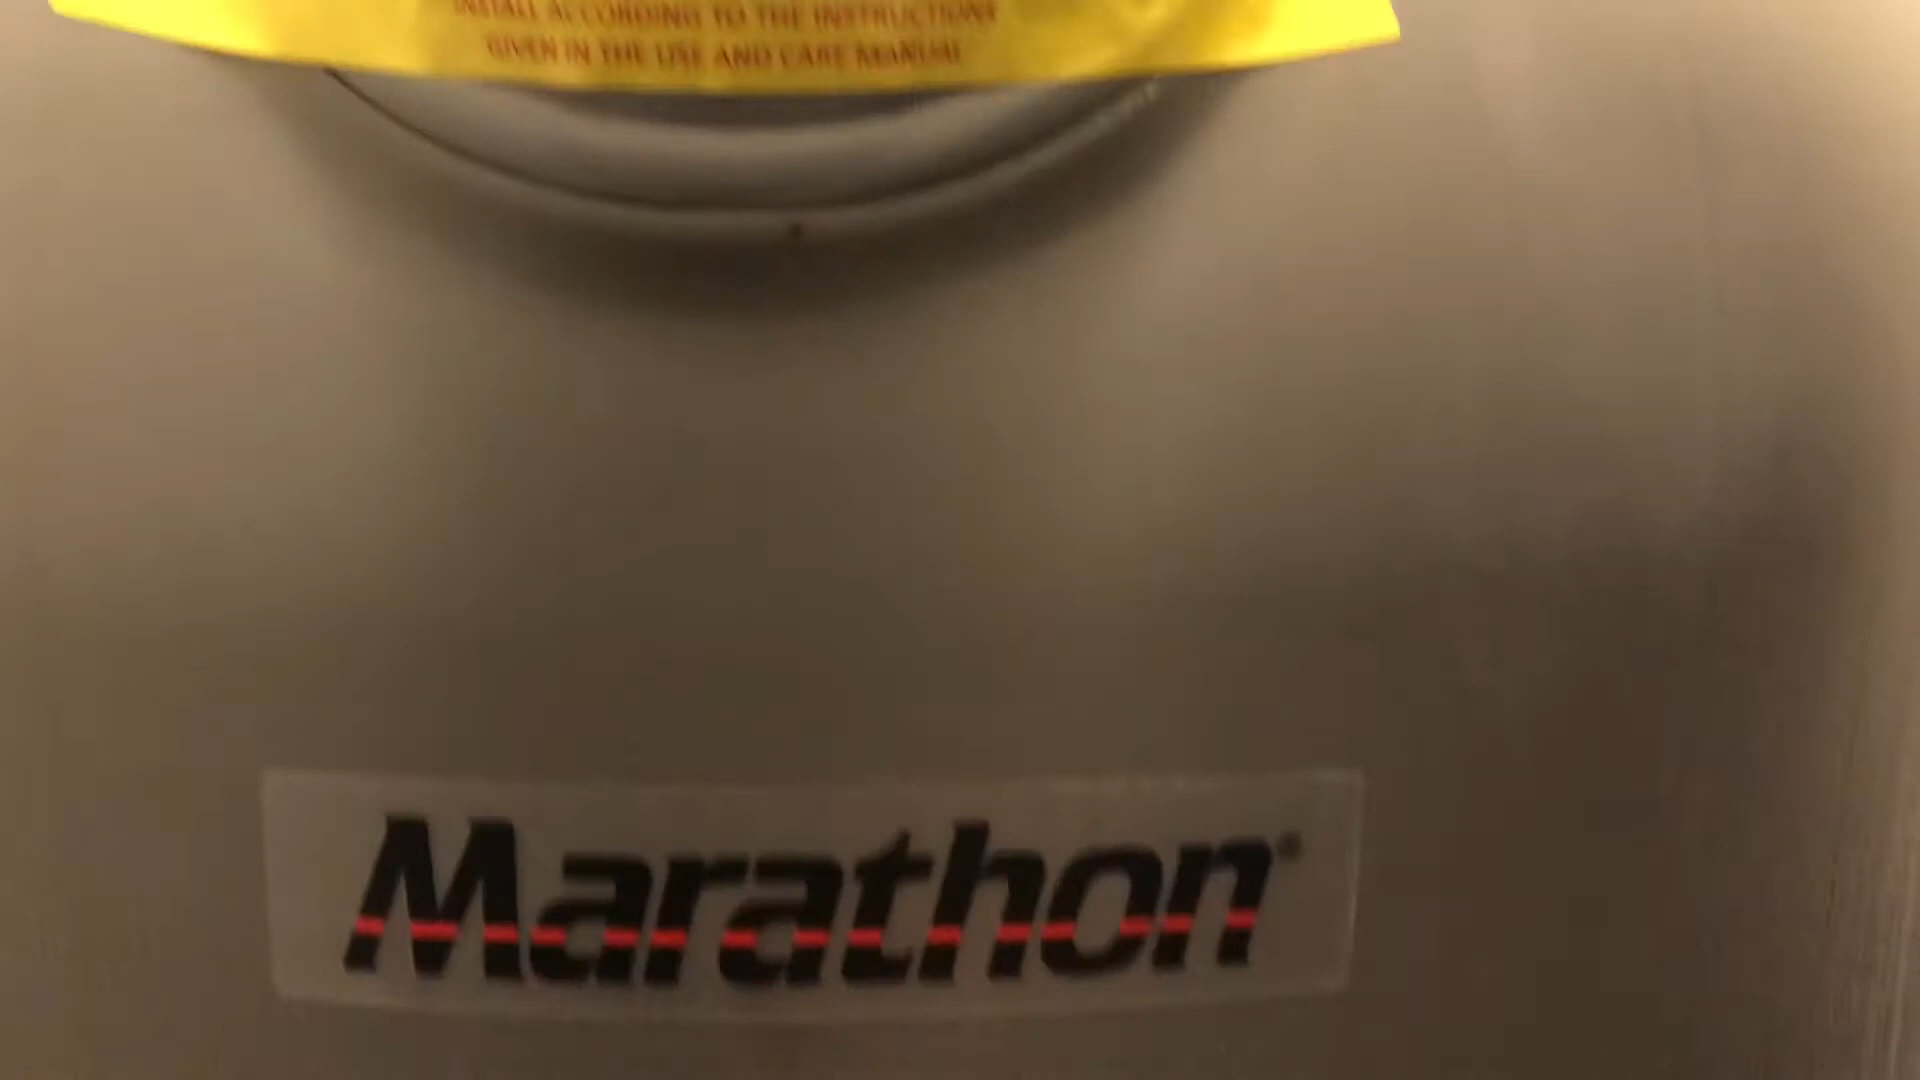 INSTALL ACCORDING TO THE INSTRUCTIONS
GIVEN IN THE USE AND CARE MANUAL
Marathon